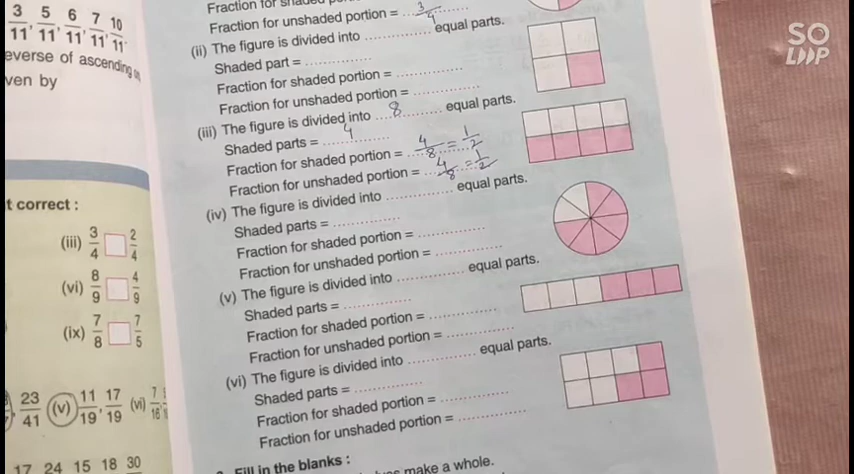 3/11, 5/11, 6/11, 7/11, 10/11.
everse of ascending
ven by
t correct :
(iii) 3/4 2/4
(vi) 8/9 4/9
(ix) 7/8 7/5
23/41 (v) 11/19, 17/19 (vi)
17 24 15 18 30
Fraction for unshaded portion = 3/4
(ii) The figure is divided into .............. equal parts.
Shaded part = ..............
Fraction for shaded portion = ..............
Fraction for unshaded portion = ..............
(iii) The figure is divided into ....8.... equal parts.
Shaded parts = ....4....
Fraction for shaded portion = 4/8 = 1/2
Fraction for unshaded portion = 4/8 = 1/2
(iv) The figure is divided into .............. equal parts.
Shaded parts = ..............
Fraction for shaded portion = ..............
Fraction for unshaded portion = ..............
(v) The figure is divided into .............. equal parts.
Shaded parts = ..............
Fraction for shaded portion = ..............
Fraction for unshaded portion = ..............
(vi) The figure is divided into .............. equal parts.
Shaded parts = ..............
Fraction for shaded portion = ..............
Fraction for unshaded portion = ..............
Fill in the blanks :
make a whole.
SO
LOOP